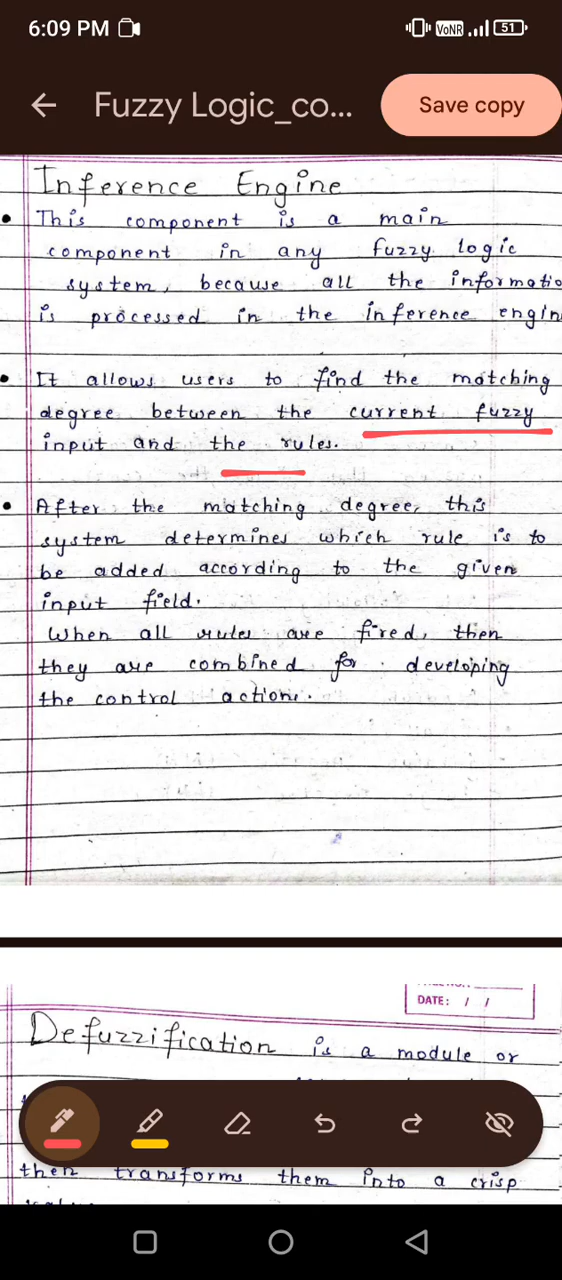 6:09 PM
VoNR
51
Fuzzy Logic_co...
Save copy
Inference Engine
• This component is a main
component in any fuzzy logic
system, because all the informatio
is processed in the inference engin
• It allows users to find the matching
degree between the current fuzzy
input and the rules.
• After the matching degree, this
system determines which rule is to
be added according to the given
input field.
When all rules are fired, then
they are combined for developing
the control action.
DATE: / /
Defuzzification is a module or
then transforms them into a crisp